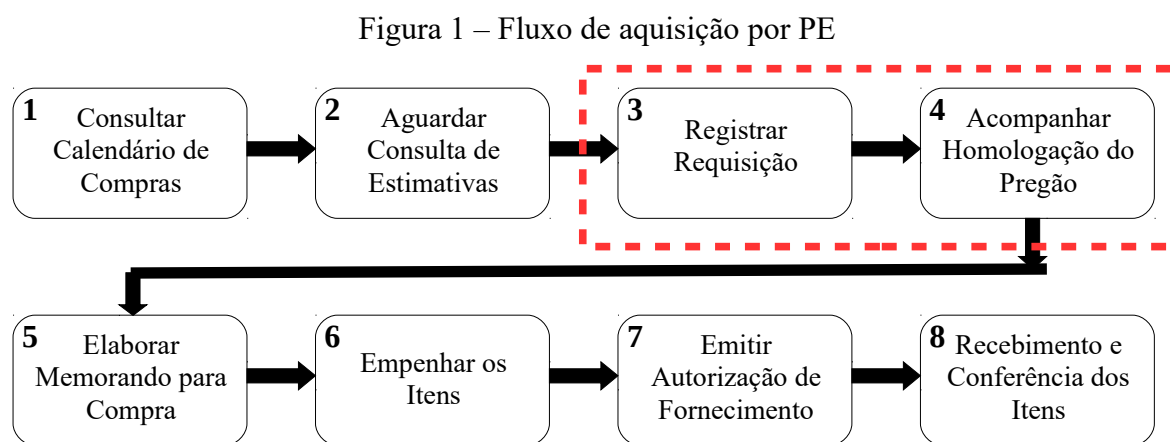 Figura 1 – Fluxo de aquisição por PE
1
Consultar
Calendário de
Compras
2
Aguardar
Consulta de
Estimativas
3
Registrar
Requisição
4
Acompanhar
Homologação do
Pregão
5
Elaborar
Memorando para
Compra
6
Empenhar os
Itens
7
Emitir
Autorização de
Fornecimento
8
Recebimento e
Conferência dos
Itens